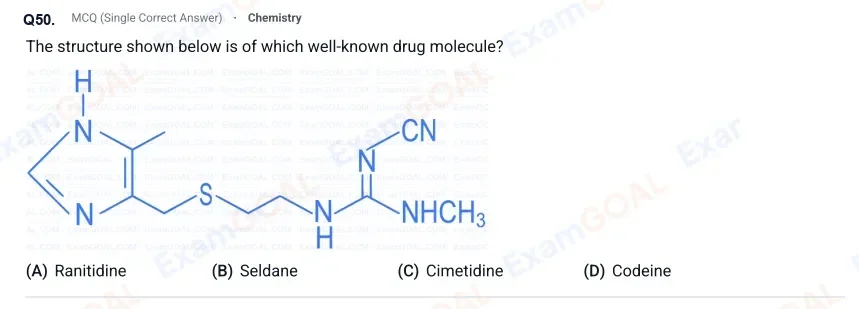 Q50. MCQ (Single Correct Answer) · Chemistry
The structure shown below is of which well-known drug molecule?
H
N
CN
N
S
N
N
H
NHCH3
(A) Ranitidine (B) Seldane (C) Cimetidine (D) Codeine
ExamGOAL